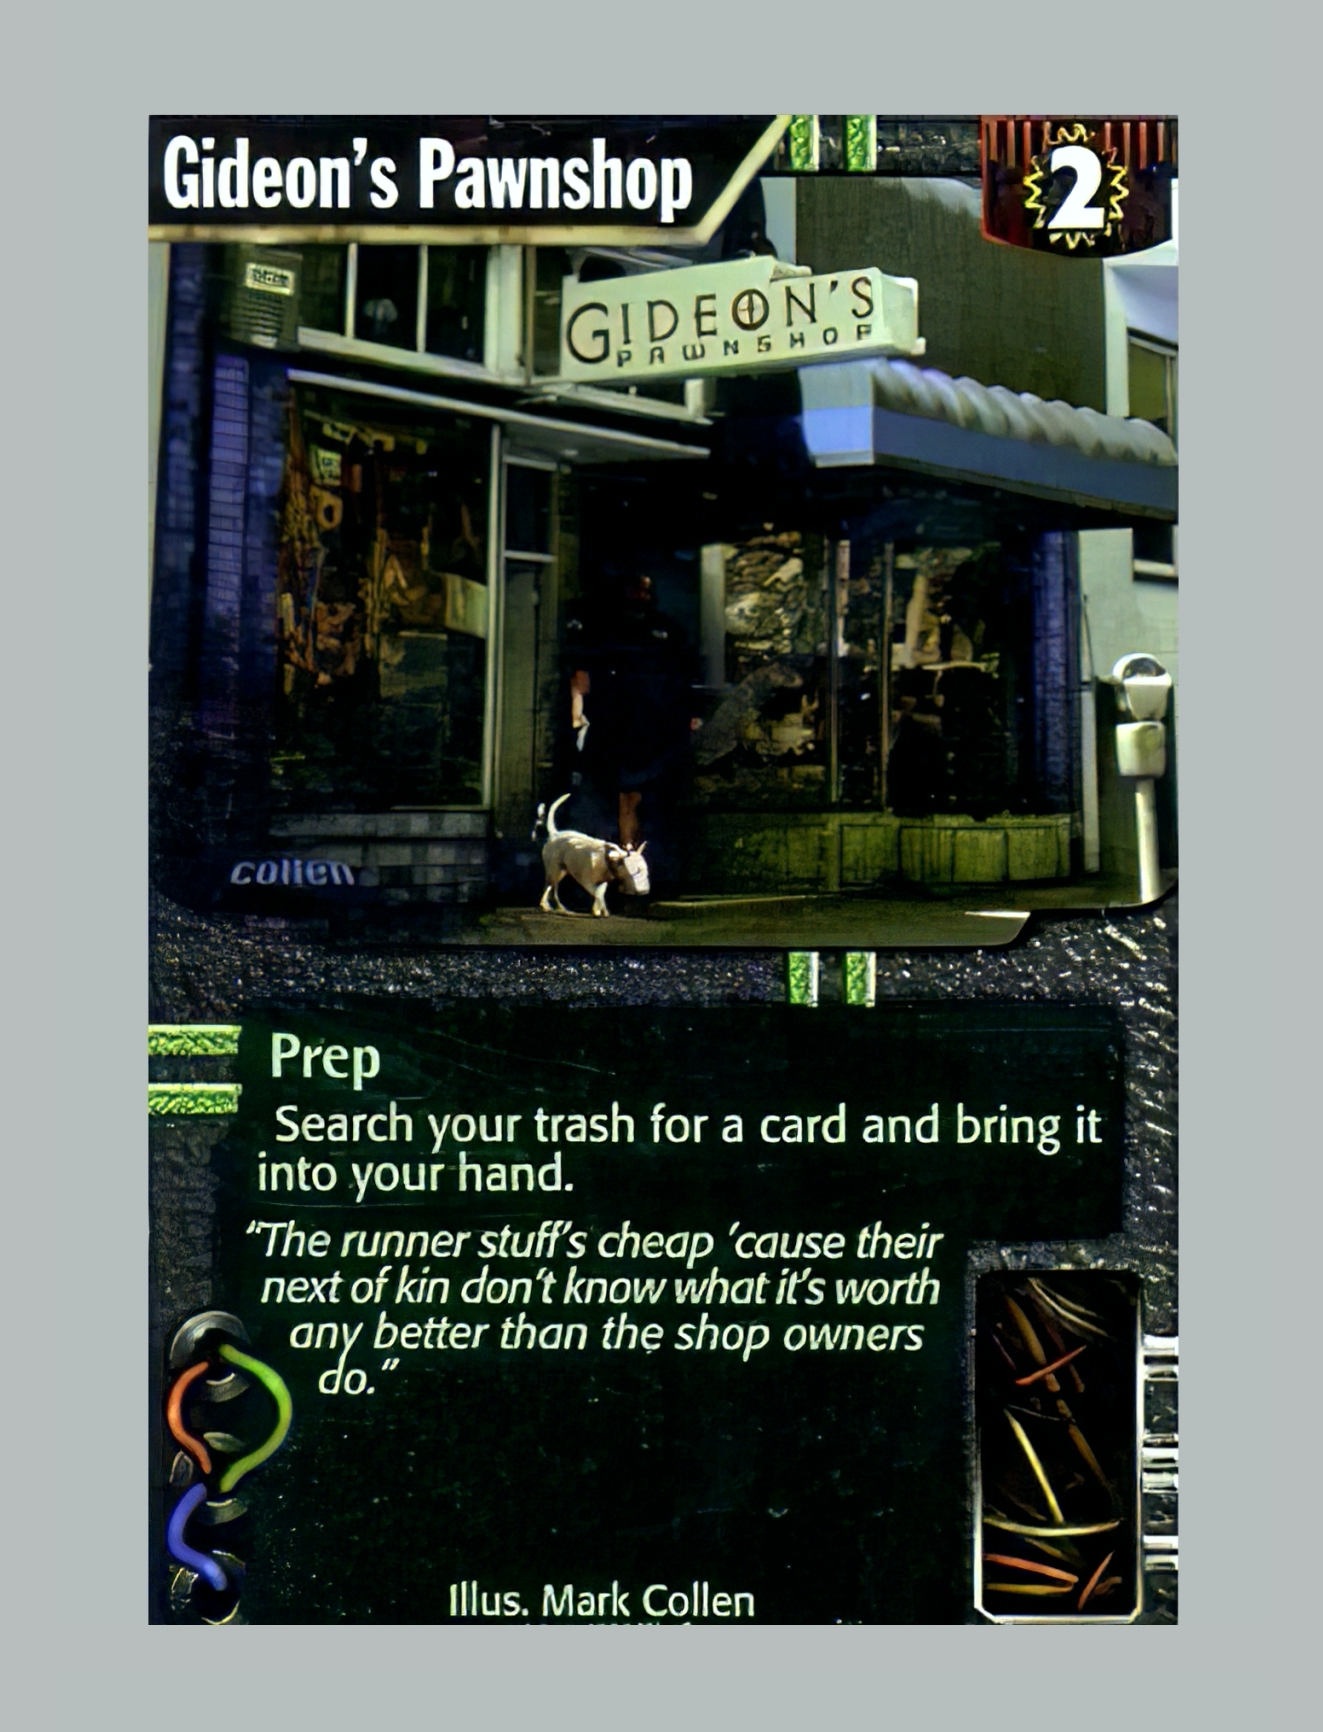 Gideon's Pawnshop
2
GIDEON'S
PAWNSHOP
collen
Prep
Search your trash for a card and bring it
into your hand.
"The runner stuff's cheap 'cause their
next of kin don't know what it's worth
any better than the shop owners
do."
Illus. Mark Collen